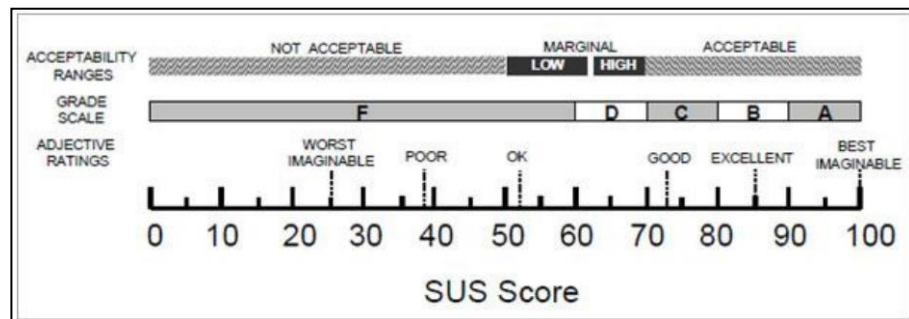 ACCEPTABILITY RANGES
NOT ACCEPTABLE
MARGINAL
ACCEPTABLE
LOW
HIGH
GRADE SCALE
F
D
C
B
A
ADJECTIVE RATINGS
WORST IMAGINABLE
POOR
OK
GOOD
EXCELLENT
BEST IMAGINABLE
0 10 20 30 40 50 60 70 80 90 100
SUS Score